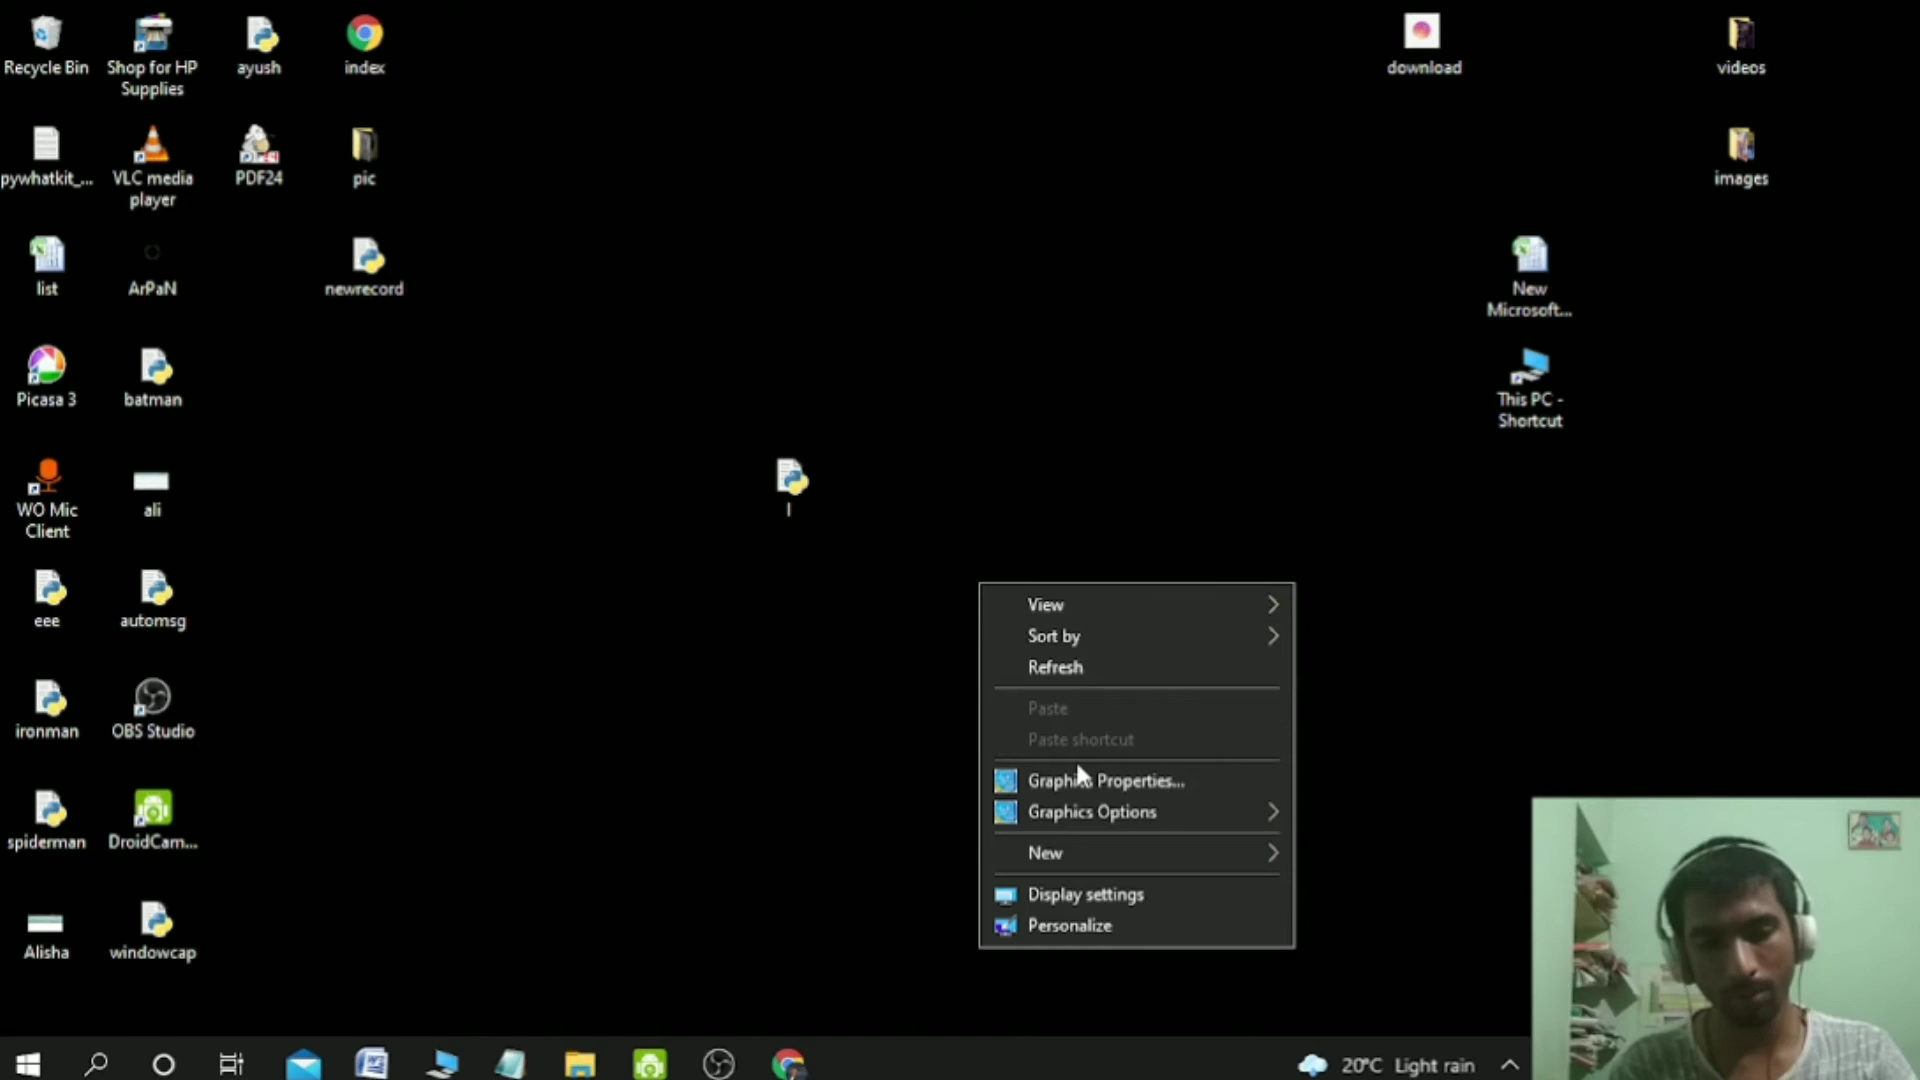 Recycle Bin
Shop for HP
Supplies
ayush
index
download
videos
pywhatkit_...
VLC media
player
PDF24
pic
images
list
ArPaN
newrecord
New
Microsoft...
Picasa 3
batman
This PC -
Shortcut
WO Mic
Client
ali
l
eee
automsg
View
Sort by
Refresh
Paste
Paste shortcut
Graphics Properties...
Graphics Options
New
Display settings
Personalize
ironman
OBS Studio
spiderman
DroidCam...
Alisha
windowcap
20°C Light rain